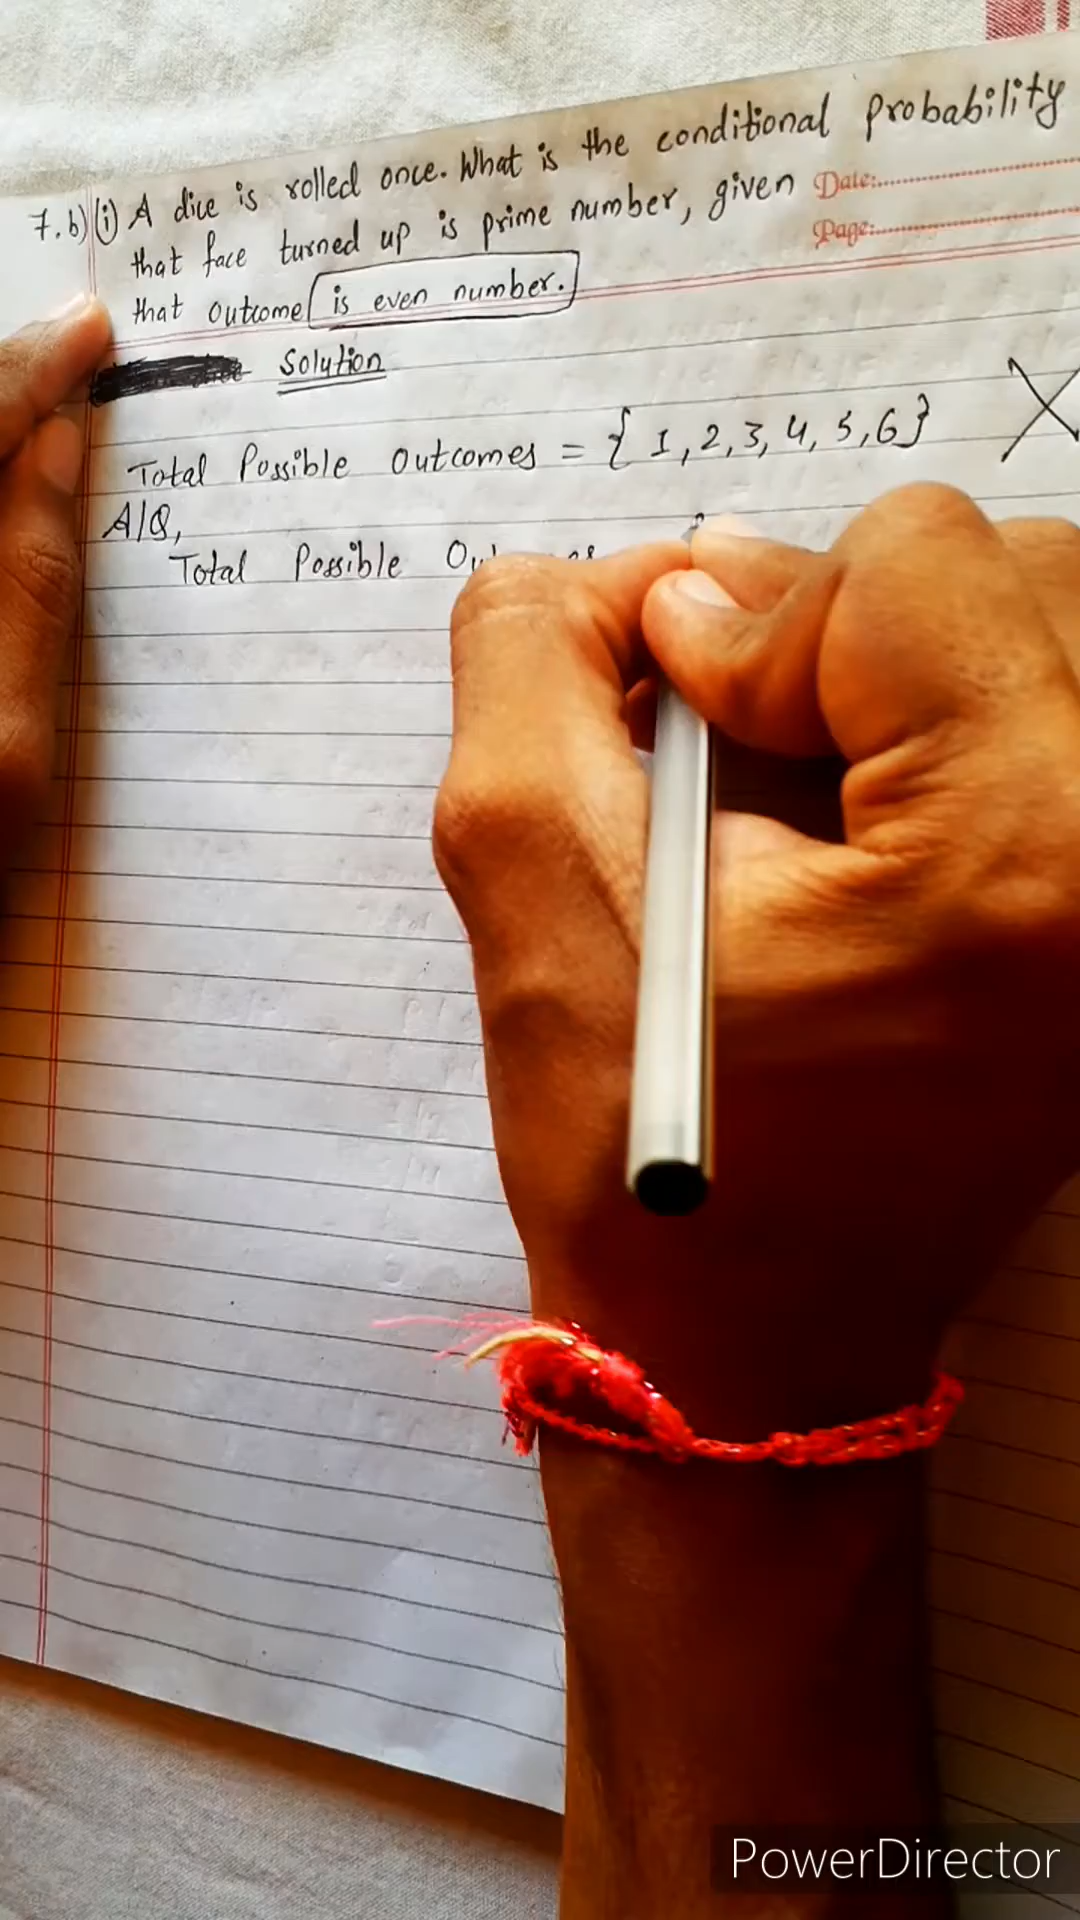 7.b) (i) A dice is rolled once. What is the conditional probability
that face turned up is prime number, given
that outcome is even number.
Date:
Page:
Solution
Total Possible Outcomes = { 1, 2, 3, 4, 5, 6 }
A/Q,
Total Possible
PowerDirector